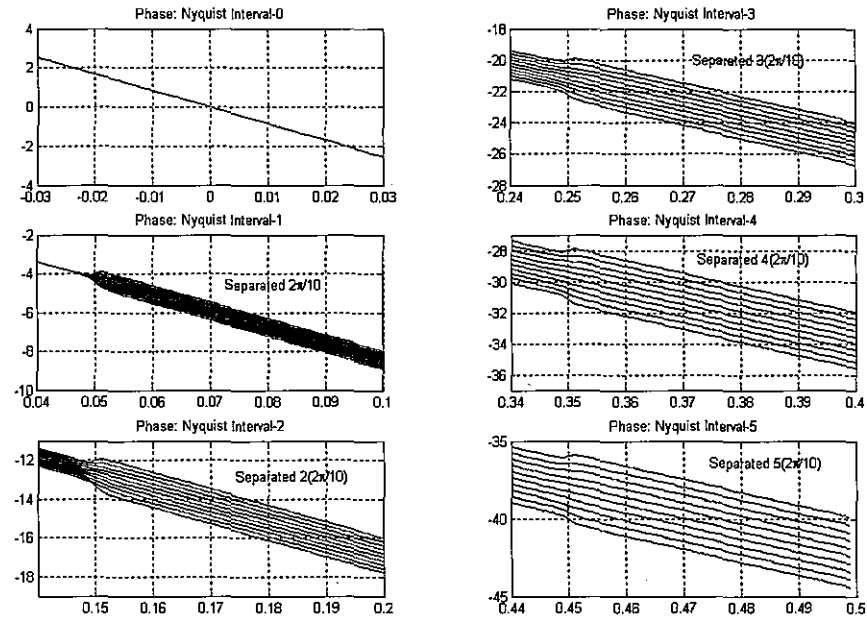 Phase: Nyquist Interval-0
4
2
0
-2
-4
-0.03 -0.02 -0.01 0 0.01 0.02 0.03
Phase: Nyquist Interval-1
-2
-4
-6
-8
-10
Separated 2π/10
0.04 0.05 0.06 0.07 0.08 0.09 0.1
Phase: Nyquist Interval-2
-12
-14
-16
-18
Separated 2(2π/10)
0.15 0.16 0.17 0.18 0.19 0.2
Phase: Nyquist Interval-3
-18
-20
-22
-24
-26
-28
Separated 3(2π/10)
0.24 0.25 0.26 0.27 0.28 0.29 0.3
Phase: Nyquist Interval-4
-28
-30
-32
-34
-36
Separated 4(2π/10)
0.34 0.35 0.36 0.37 0.38 0.39 0.4
Phase: Nyquist Interval-5
-35
-40
-45
Separated 5(2π/10)
0.44 0.45 0.46 0.47 0.48 0.49 0.5